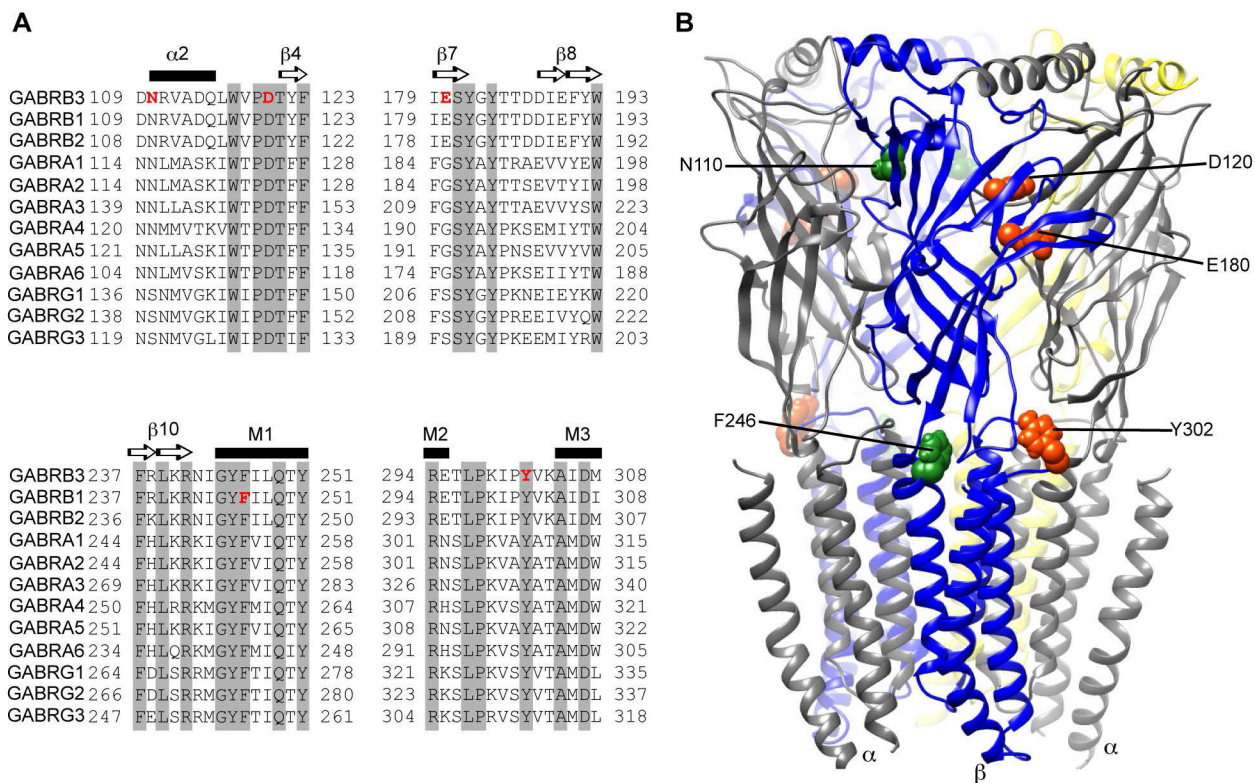 A
B
α2 β4 β7 β8
GABRB3 109 DNRVADQLWVPDTYF 123 179 IESYGYTTDDIEFYW 193
GABRB1 109 DNRVADQLWVPDTYF 123 179 IESYGYTTDDIEFYW 193
GABRB2 108 DNRVADQLWVPDTYF 122 178 IESYGYTTDDIEFYW 192
GABRA1 114 NNLMASKIWTPDTFF 128 184 FGSYAYTRAEVVYEW 198
GABRA2 114 NNLMASKIWTPDTFF 128 184 FGSYAYTTSEVTYIW 198
GABRA3 139 NNLLASKIWTPDTFF 153 209 FGSYAYTTAEVVYSW 223
GABRA4 120 NNMMVTKVWTPDTFF 134 190 FGSYAYPKSEMIYTW 204
GABRA5 121 NNLLASKIWTPDTFF 135 191 FGSYAYPNSEVVYVW 205
GABRA6 104 NNLMVSKIWTPDTFF 118 174 FGSYAYPKSEIIYTW 188
GABRG1 136 NSNMVGKIWIPDTFF 150 206 FSSYGYPKNEIEYKW 220
GABRG2 138 NSNMVGKIWIPDTFF 152 208 FSSYGYPREEIVYQW 222
GABRG3 119 NSNMVGLIWIPDTIF 133 189 FSSYGYPKEEMIYRW 203
β10 M1 M2 M3
GABRB3 237 FRLKRNIGYFILQTY 251 294 RETLPKIPYVKAIDM 308
GABRB1 237 FRLKRNIGYFILQTY 251 294 RETLPKIPYVKAIDI 308
GABRB2 236 FKLKRNIGYFILQTY 250 293 RETLPKIPYVKAIDM 307
GABRA1 244 FHLKRKIGYFVIQTY 258 301 RNSLPKVAYATAMDW 315
GABRA2 244 FHLKRKIGYFVIQTY 258 301 RNSLPKVAYATAMDW 315
GABRA3 269 FHLKRKIGYFVIQTY 283 326 RNSLPKVAYATAMDW 340
GABRA4 250 FHLRRKMGYFMIQTY 264 307 RHSLPKVSYATAMDW 321
GABRA5 251 FHLKRKIGYFVIQTY 265 308 RNSLPKVAYATAMDW 322
GABRA6 234 FHLQRKMGYFMIQIY 248 291 RHSLPKVSYATAMDW 305
GABRG1 264 FDLSRRMGYFTIQTY 278 321 RKSLPKVSYVTAMDL 335
GABRG2 266 FDLSRRMGYFTIQTY 280 323 RKSLPKVSYVTAMDL 337
GABRG3 247 FELSRRMGYFTIQTY 261 304 RKSLPRVSYVTAMDL 318
N110
D120
E180
F246
Y302
α
β
α